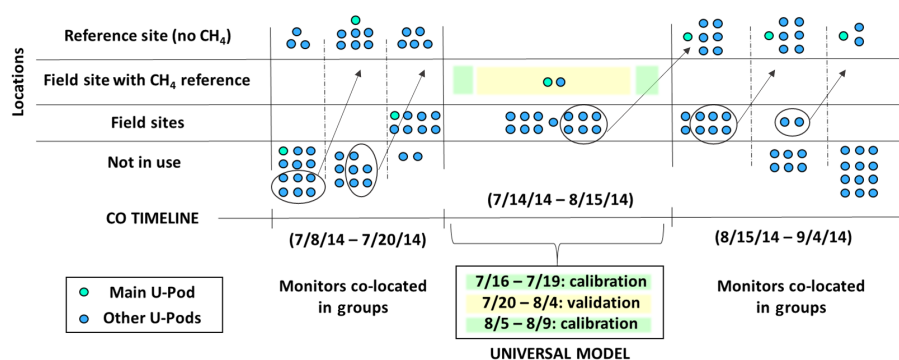 Locations
Reference site (no CH4)
Field site with CH4 reference
Field sites
Not in use
CO TIMELINE
(7/8/14 – 7/20/14)
(7/14/14 – 8/15/14)
(8/15/14 – 9/4/14)
Monitors co-located
in groups
7/16 – 7/19: calibration
7/20 – 8/4: validation
8/5 – 8/9: calibration
UNIVERSAL MODEL
Monitors co-located
in groups
Main U-Pod
Other U-Pods